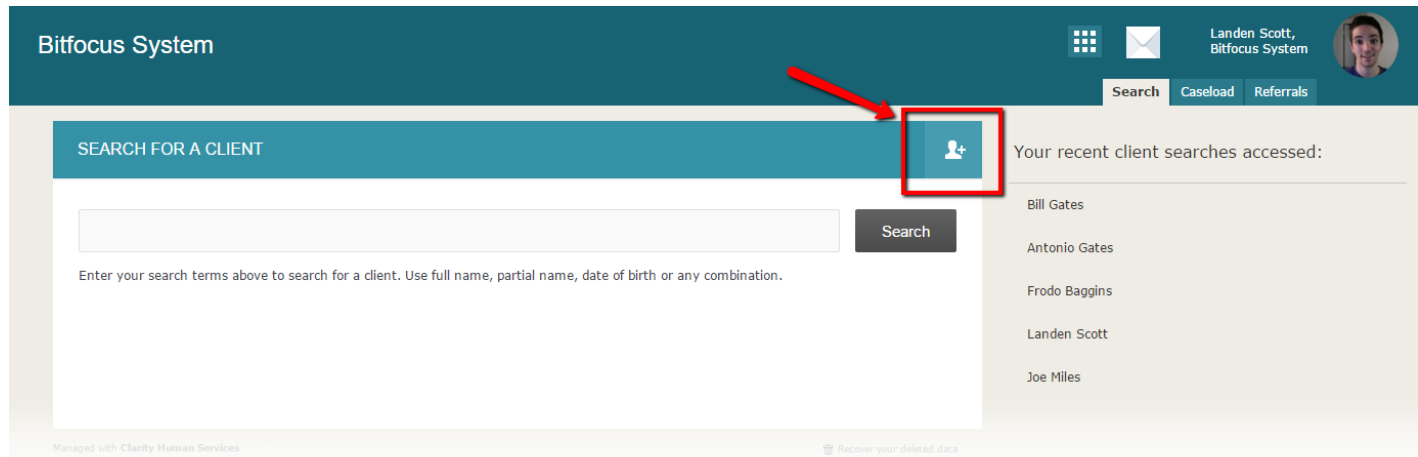 Bitfocus System
Landen Scott,
Bitfocus System
Search Caseload Referrals
SEARCH FOR A CLIENT
Search
Enter your search terms above to search for a client. Use full name, partial name, date of birth or any combination.
Your recent client searches accessed:
Bill Gates
Antonio Gates
Frodo Baggins
Landen Scott
Joe Miles
Managed with Clarity Human Services
Recover your deleted data